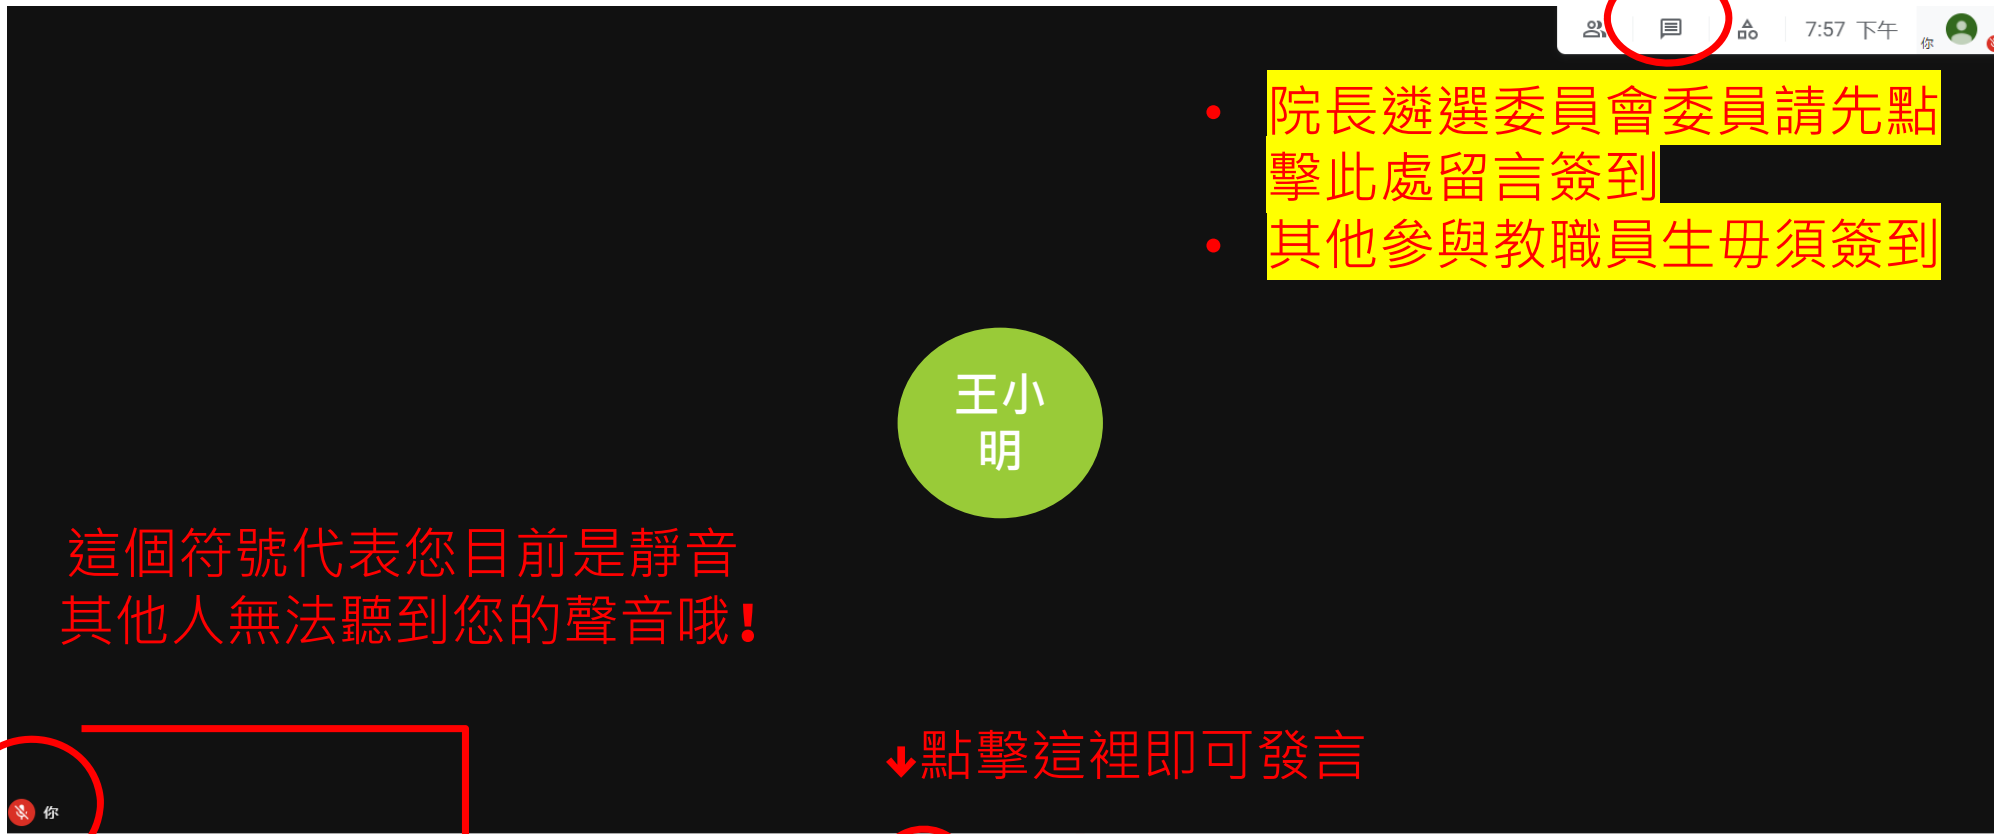 7:57 下午
你
• 院長遴選委員會委員請先點
擊此處留言簽到
• 其他參與教職員生毋須簽到
王小
明
這個符號代表您目前是靜音
其他人無法聽到您的聲音哦!
↓點擊這裡即可發言
你